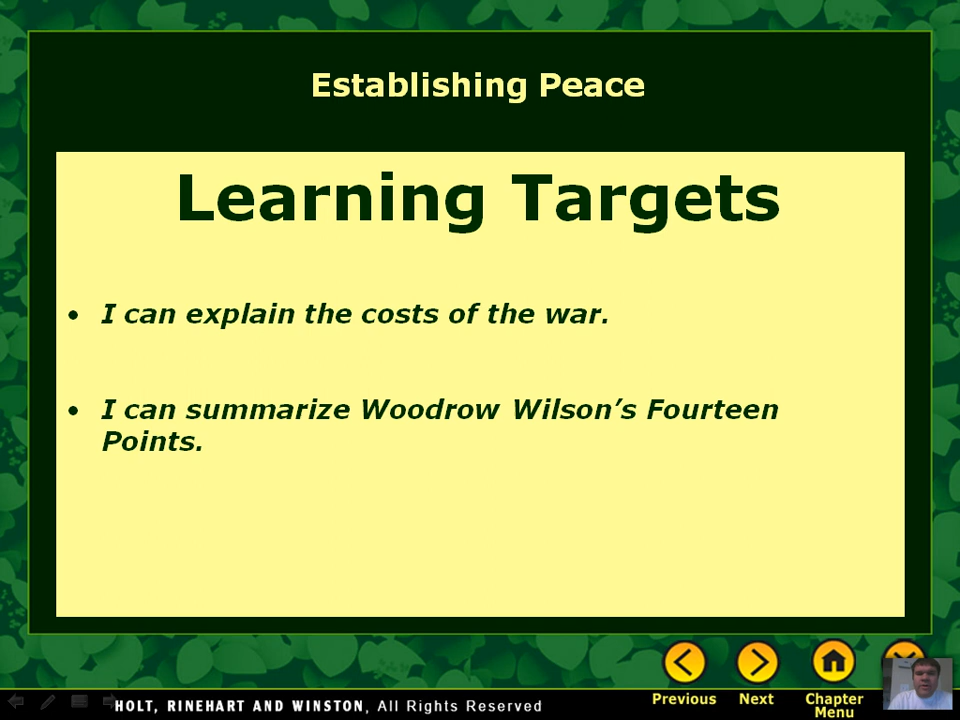 Establishing Peace
Learning Targets
• I can explain the costs of the war.
• I can summarize Woodrow Wilson’s Fourteen
Points.
Previous Next Chapter
Menu
HOLT, RINEHART AND WINSTON, All Rights Reserved